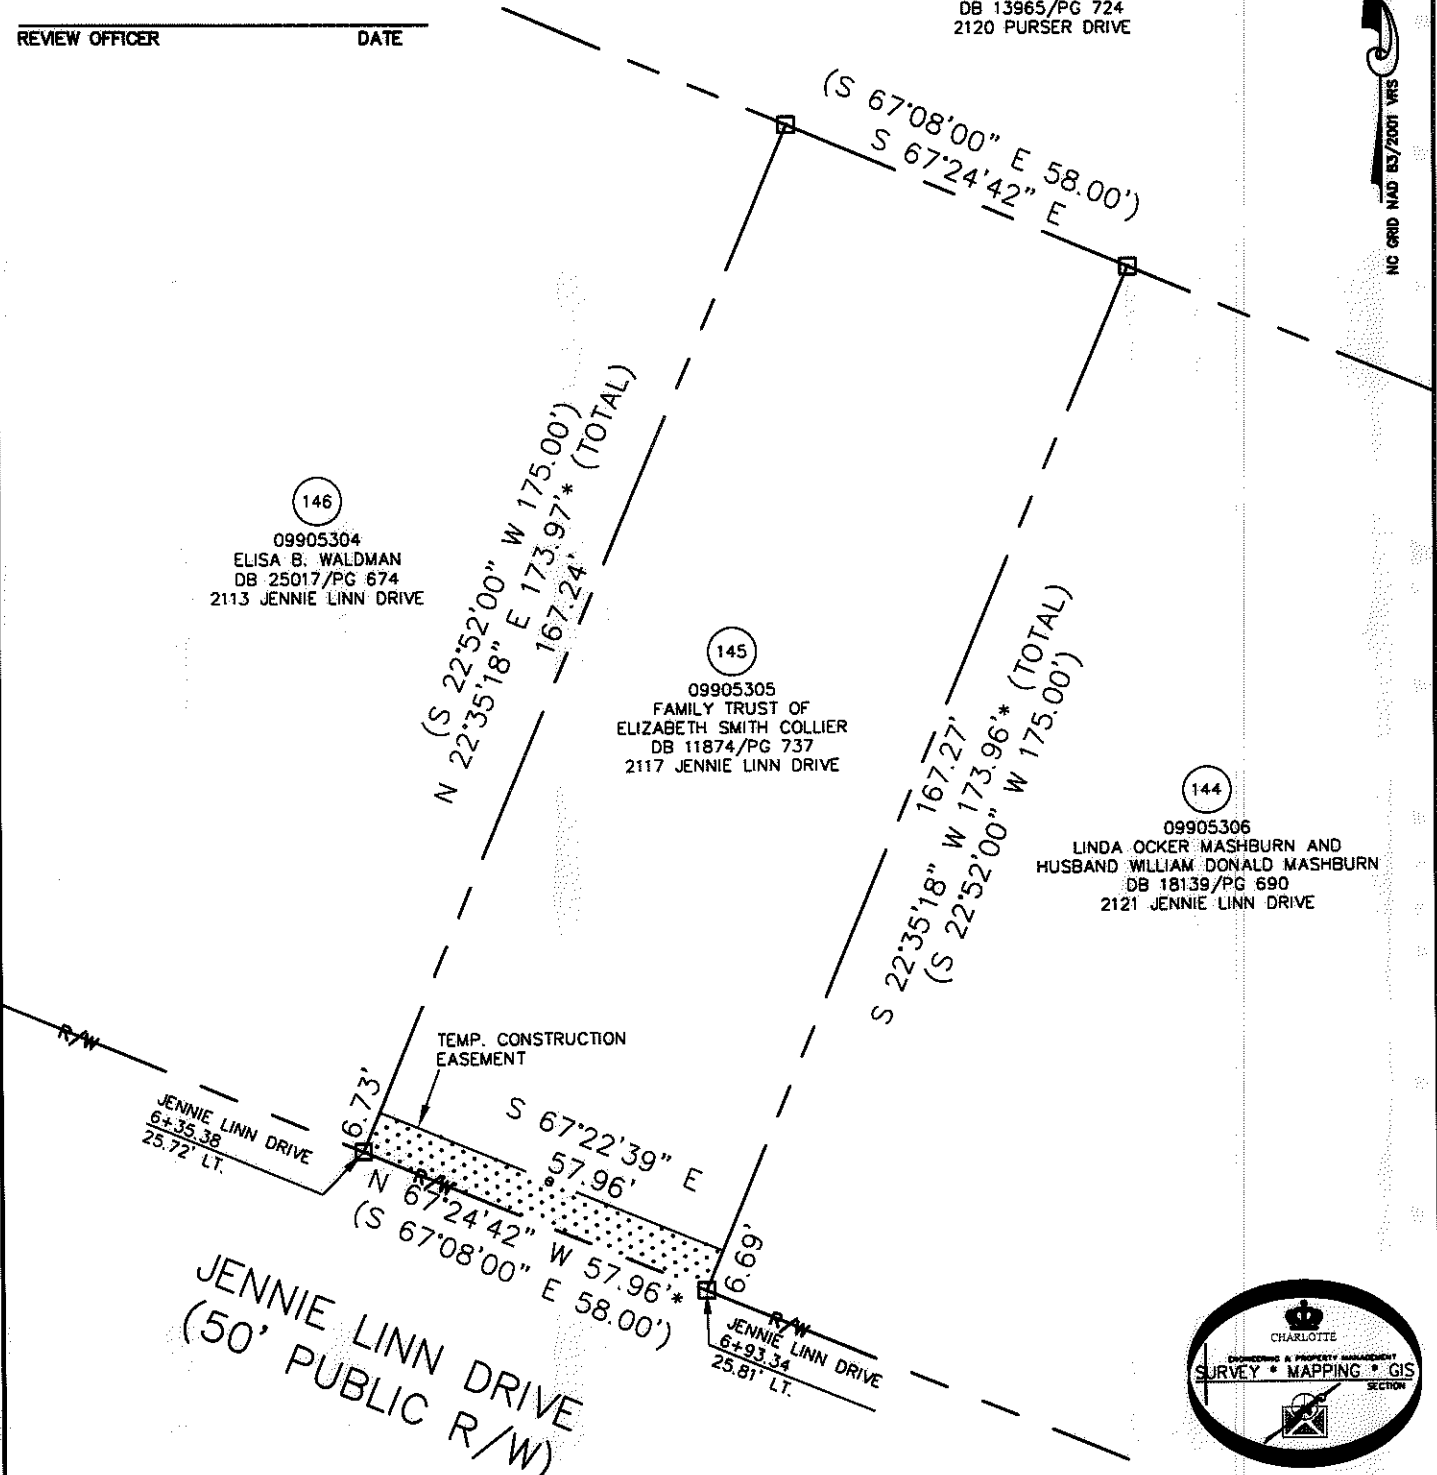 DB 13965/PG 724
2120 PURSER DRIVE
REVIEW OFFICER DATE
NC GRID NAD 83/2001 VRS
(S 67°08'00" E 58.00')
S 67°24'42" E
(S 22°52'00" W 175.00')
N 22°35'18" E 173.97'* (TOTAL)
167.24'
146
09905304
ELISA B. WALDMAN
DB 25017/PG 674
2113 JENNIE LINN DRIVE
145
09905305
FAMILY TRUST OF
ELIZABETH SMITH COLLIER
DB 11874/PG 737
2117 JENNIE LINN DRIVE
167.27'
S 22°35'18" W 173.96'* (TOTAL)
(S 22°52'00" W 175.00')
144
09905306
LINDA OCKER MASHBURN AND
HUSBAND WILLIAM DONALD MASHBURN
DB 18139/PG 690
2121 JENNIE LINN DRIVE
R/W
TEMP. CONSTRUCTION
EASEMENT
6.73'
JENNIE LINN DRIVE
6+35.38
25.72' LT.
S 67°22'39" E
57.96'
R/W
N 67°24'42" W 57.96'*
(S 67°08'00" E 58.00')
6.69'
R/W
JENNIE LINN DRIVE
6+93.34
25.81' LT.
JENNIE LINN DRIVE
(50' PUBLIC R/W)
CHARLOTTE
ENGINEERING & PROPERTY MANAGEMENT
SURVEY * MAPPING * GIS
SECTION